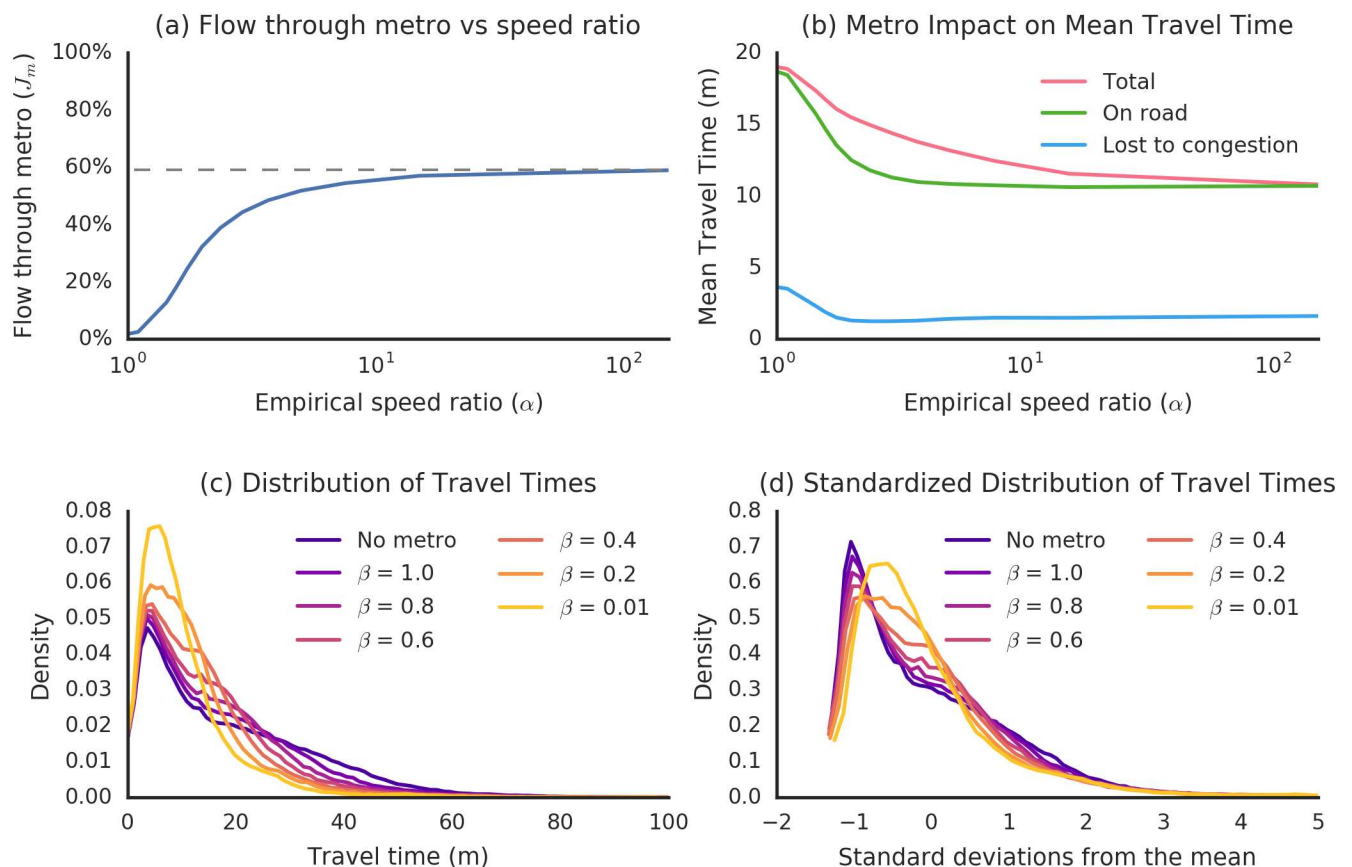 (a) Flow through metro vs speed ratio
100%
80%
60%
40%
20%
0%
Flow through metro (J_m)
10^0
10^1
10^2
Empirical speed ratio (α)
(b) Metro Impact on Mean Travel Time
20
15
10
5
0
Mean Travel Time (m)
Total
On road
Lost to congestion
10^0
10^1
10^2
Empirical speed ratio (α)
(c) Distribution of Travel Times
0.08
0.07
0.06
0.05
0.04
0.03
0.02
0.01
0.00
Density
No metro
β = 1.0
β = 0.8
β = 0.6
β = 0.4
β = 0.2
β = 0.01
0
20
40
60
80
100
Travel time (m)
(d) Standardized Distribution of Travel Times
0.8
0.7
0.6
0.5
0.4
0.3
0.2
0.1
0.0
Density
No metro
β = 1.0
β = 0.8
β = 0.6
β = 0.4
β = 0.2
β = 0.01
−2
−1
0
1
2
3
4
5
Standard deviations from the mean